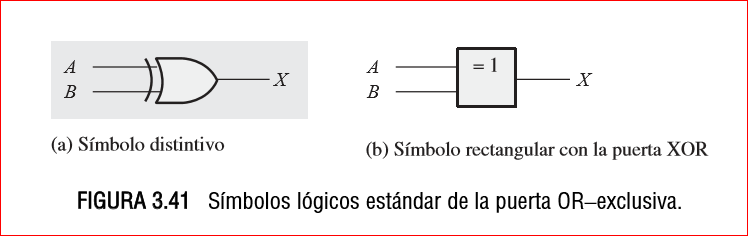 A
B
X
A
B
= 1
X
(a) Símbolo distintivo
(b) Símbolo rectangular con la puerta XOR
FIGURA 3.41 Símbolos lógicos estándar de la puerta OR–exclusiva.